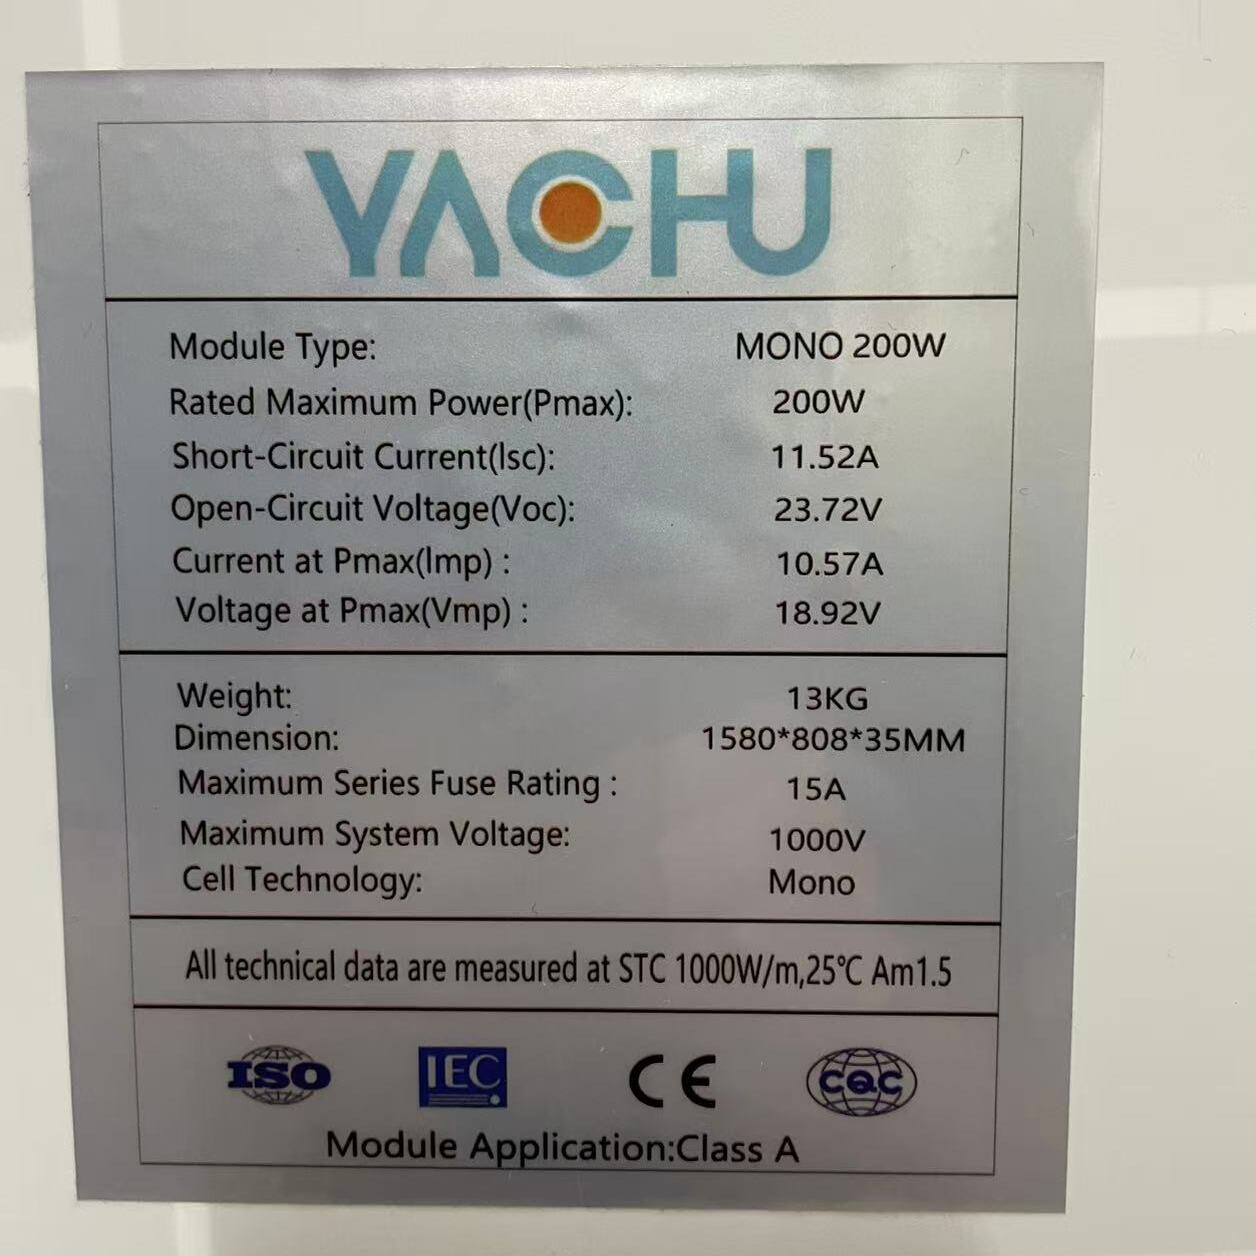 YACHU
Module Type: MONO 200W
Rated Maximum Power(Pmax): 200W
Short-Circuit Current(Isc): 11.52A
Open-Circuit Voltage(Voc): 23.72V
Current at Pmax(Imp) : 10.57A
Voltage at Pmax(Vmp) : 18.92V
Weight: 13KG
Dimension: 1580*808*35MM
Maximum Series Fuse Rating : 15A
Maximum System Voltage: 1000V
Cell Technology: Mono
All technical data are measured at STC 1000W/m,25℃ Am1.5
ISO IEC CE CQC
Module Application:Class A